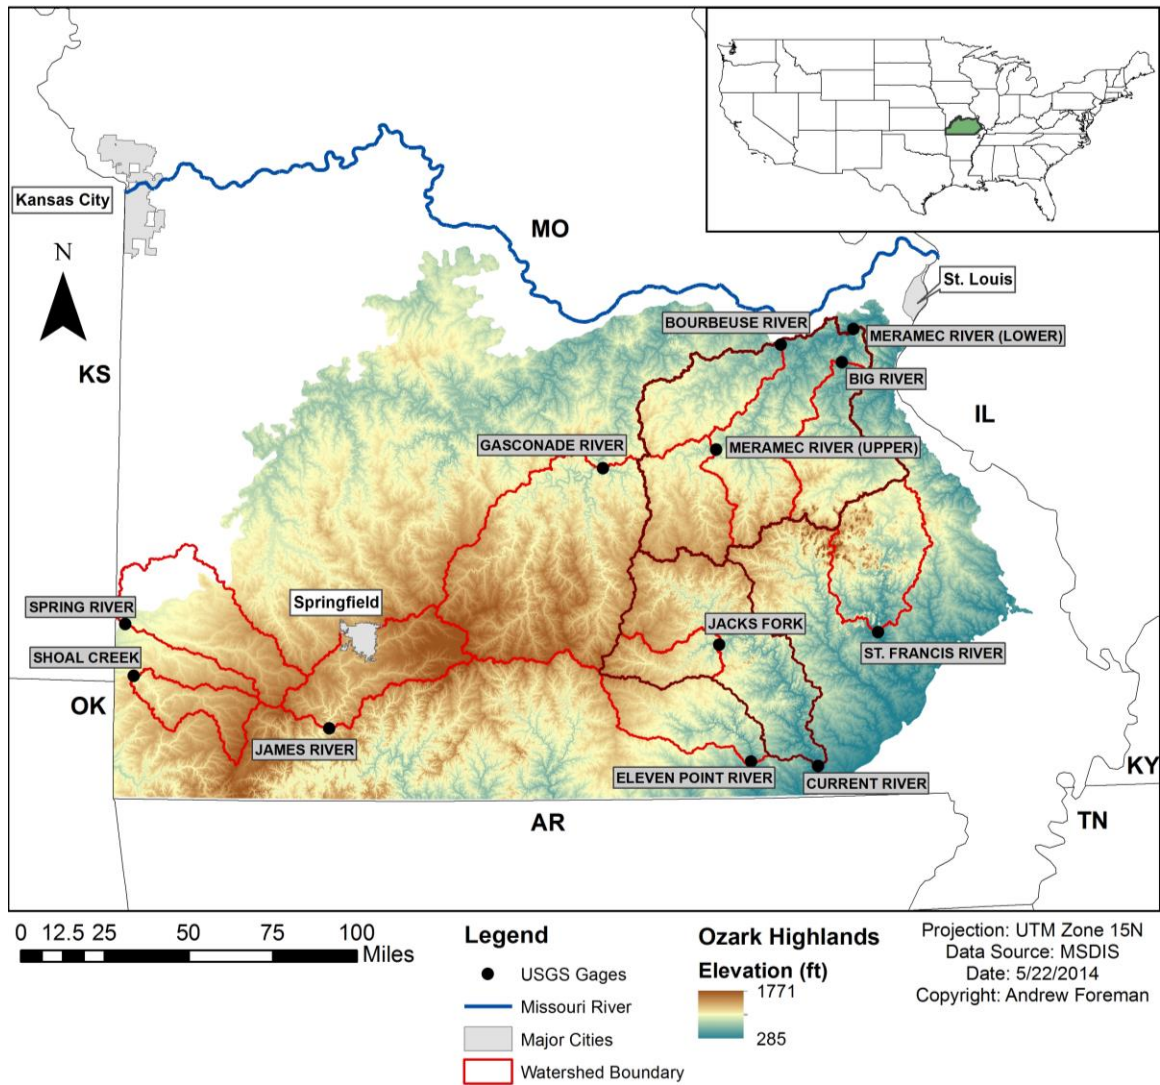 Kansas City
N
MO
St. Louis
BOURBEUSE RIVER
MERAMEC RIVER (LOWER)
KS
BIG RIVER
IL
GASCONADE RIVER
MERAMEC RIVER (UPPER)
Springfield
SPRING RIVER
JACKS FORK
SHOAL CREEK
ST. FRANCIS RIVER
OK
JAMES RIVER
ELEVEN POINT RIVER
CURRENT RIVER
KY
AR
TN
0 12.5 25 50 75 100
Miles
Legend
USGS Gages
Missouri River
Major Cities
Watershed Boundary
Ozark Highlands
Elevation (ft)
1771
285
Projection: UTM Zone 15N
Data Source: MSDIS
Date: 5/22/2014
Copyright: Andrew Foreman